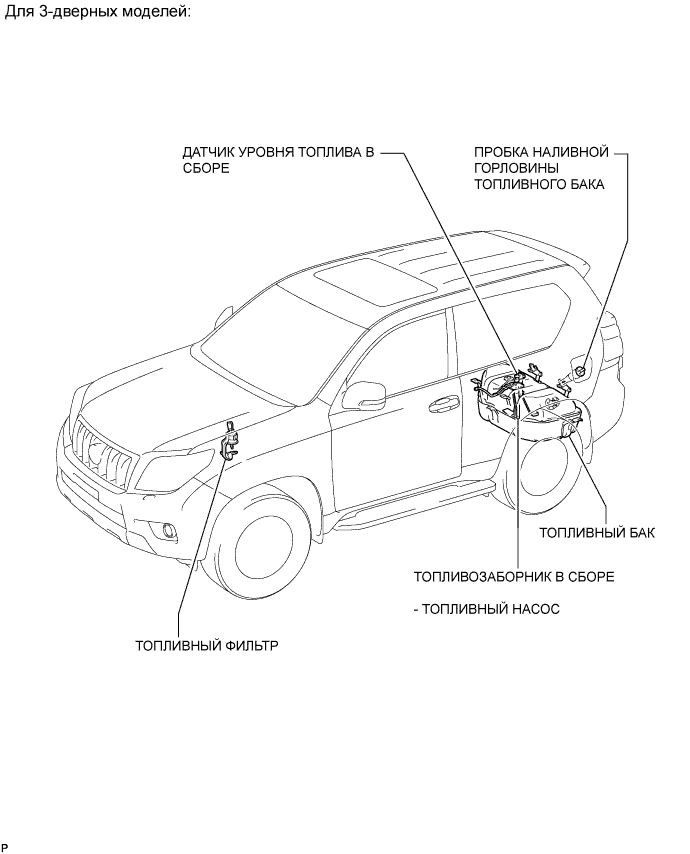 Для 3-дверных моделей:
ДАТЧИК УРОВНЯ ТОПЛИВА В
СБОРЕ
ПРОБКА НАЛИВНОЙ
ГОРЛОВИНЫ
ТОПЛИВНОГО БАКА
ТОПЛИВНЫЙ БАК
ТОПЛИВОЗАБОРНИК В СБОРЕ
- ТОПЛИВНЫЙ НАСОС
ТОПЛИВНЫЙ ФИЛЬТР
P